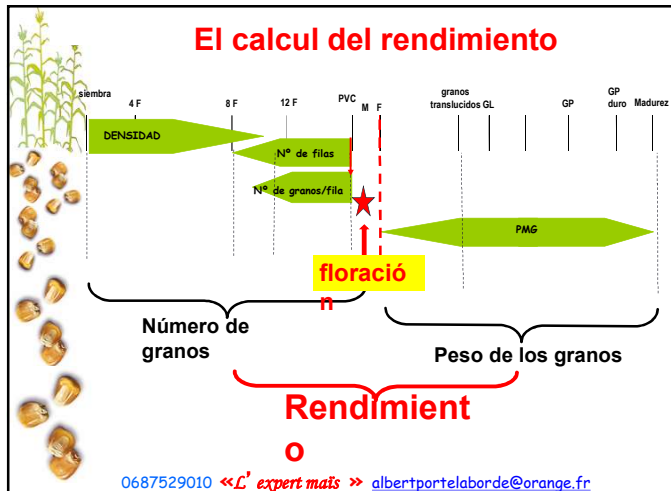 El calcul del rendimiento
siembra
4 F
8 F
12 F
PVC
M
F
granos
translucidos
GL
GP
GP
duro
Madurez
DENSIDAD
Nº de filas
Nº de granos/fila
PMG
floració
n
Número de
granos
Peso de los granos
Rendimient
o
0687529010 «L' expert maïs » albertportelaborde@orange.fr